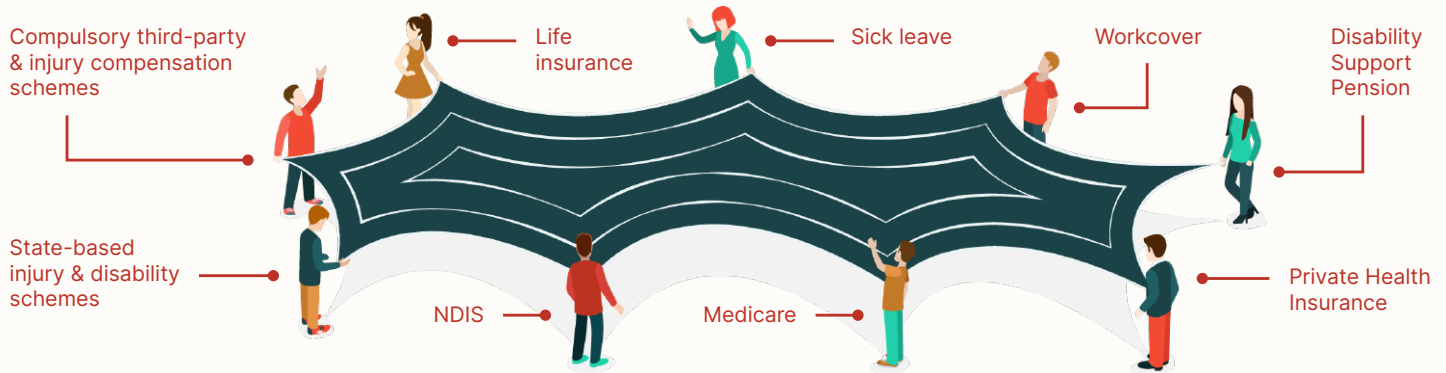 Compulsory third-party
& injury compensation
schemes
Life
insurance
Sick leave
Workcover
Disability
Support
Pension
State-based
injury & disability
schemes
NDIS
Medicare
Private Health
Insurance